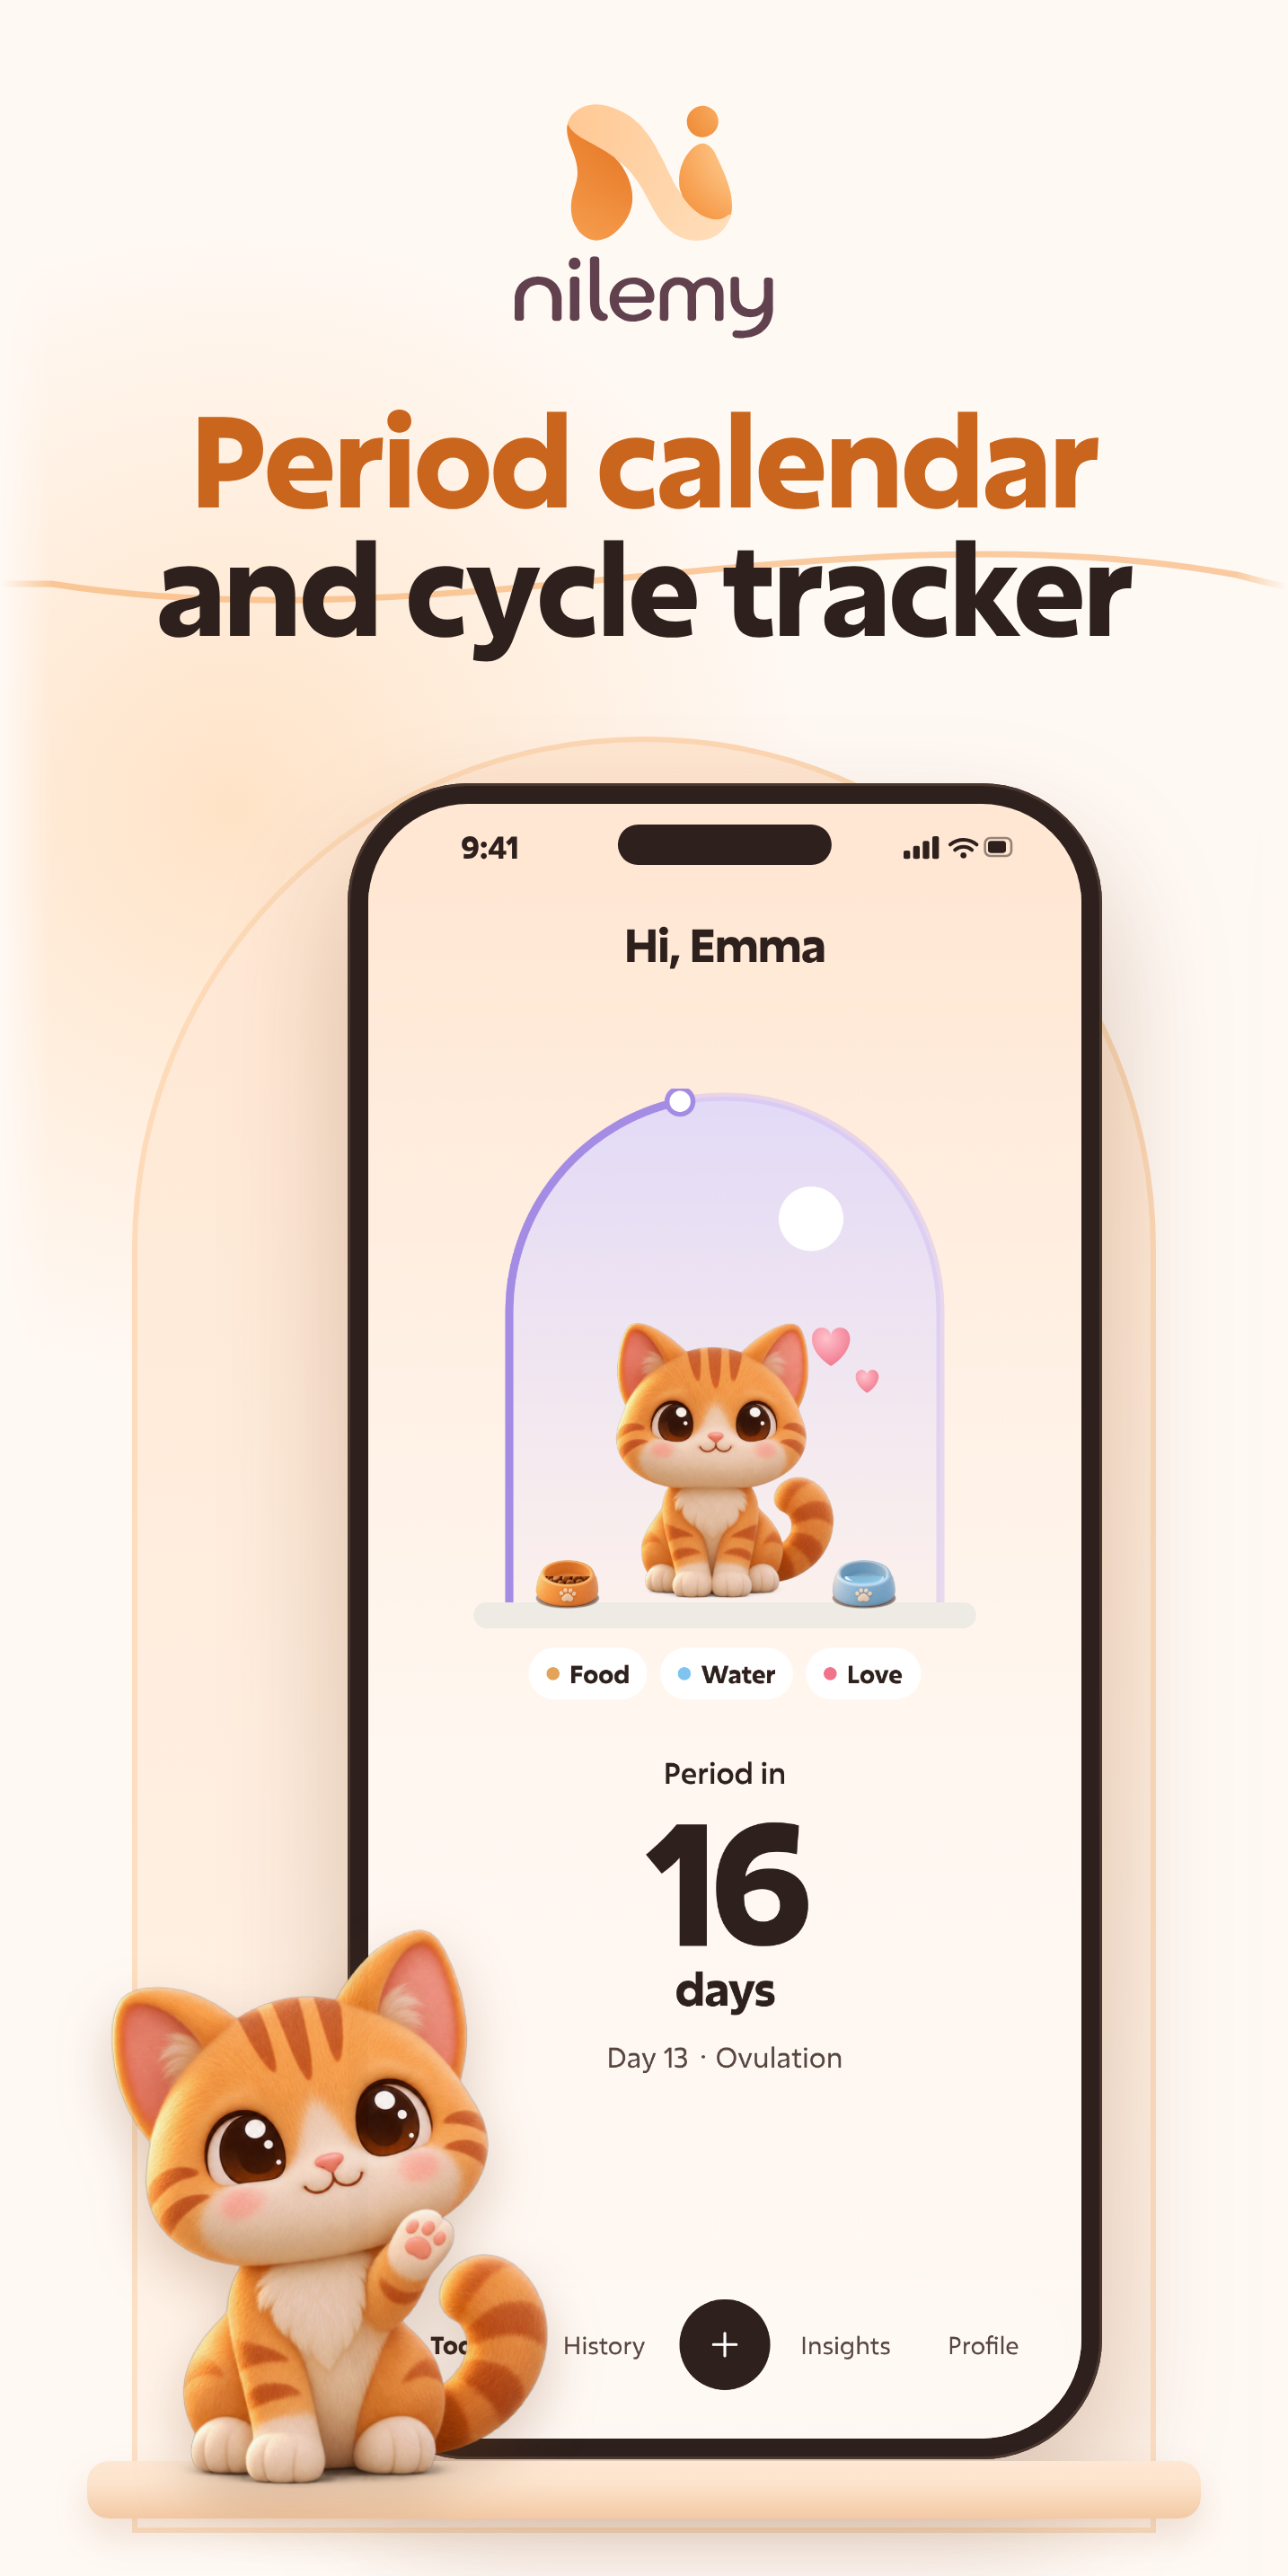 nilemy
Period calendar
and cycle tracker
9:41
Hi, Emma
Food
Water
Love
Period in
16
days
Day 13 · Ovulation
History
+
Insights
Profile